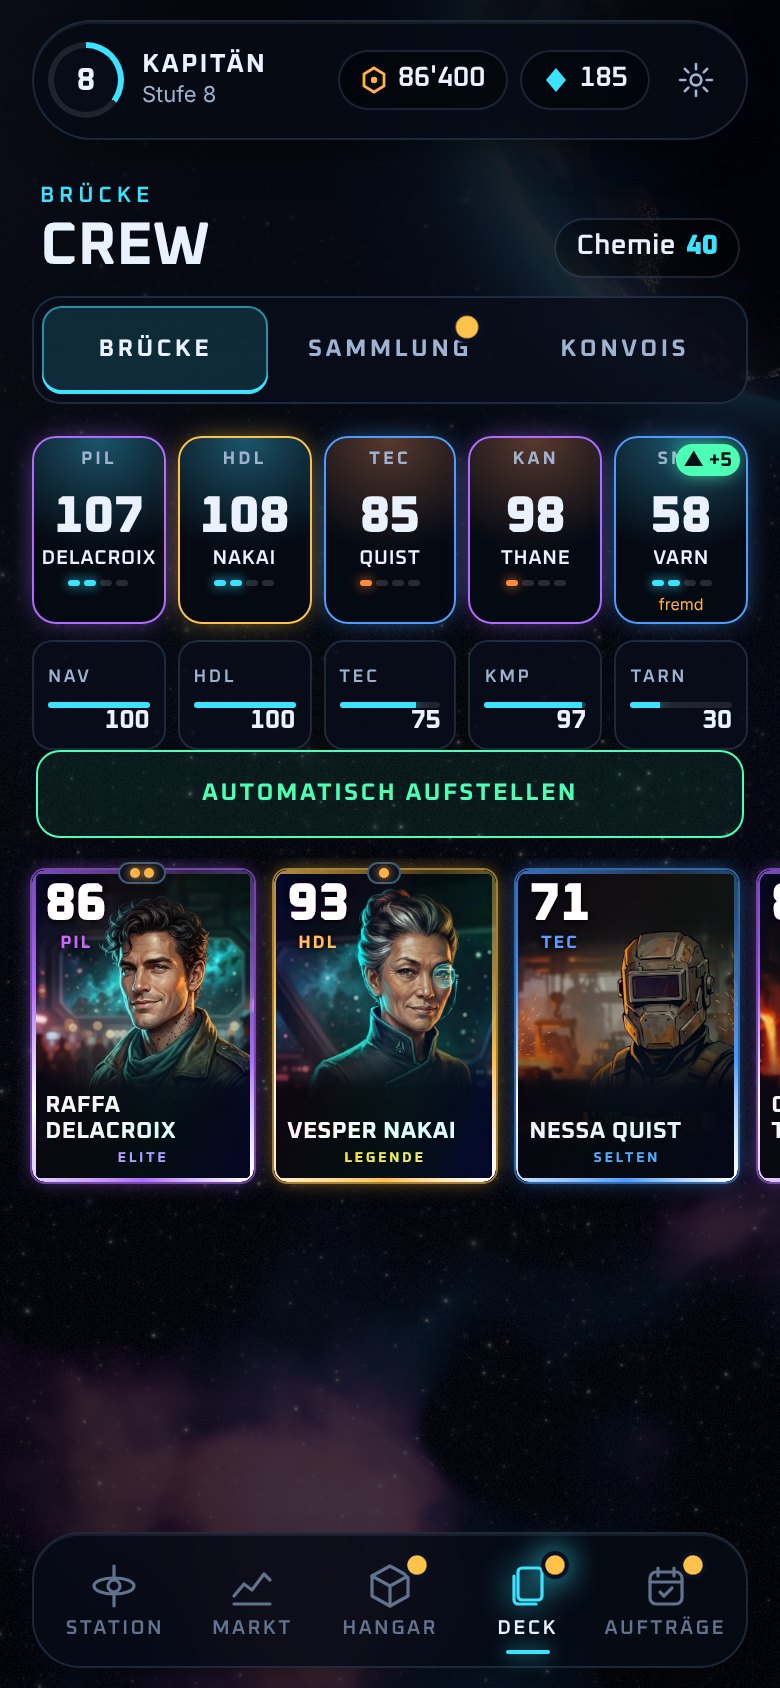 8
KAPITÄN
Stufe 8
86'400
185
BRÜCKE
CREW
Chemie 40
BRÜCKE
SAMMLUNG
KONVOIS
PIL
107
DELACROIX
HDL
108
NAKAI
TEC
85
QUIST
KAN
98
THANE
+5
58
VARN
fremd
NAV
100
HDL
100
TEC
75
KMP
97
TARN
30
AUTOMATISCH AUFSTELLEN
86
PIL
RAFFA
DELACROIX
ELITE
93
HDL
VESPER NAKAI
LEGENDE
71
TEC
NESSA QUIST
SELTEN
STATION
MARKT
HANGAR
DECK
AUFTRÄGE